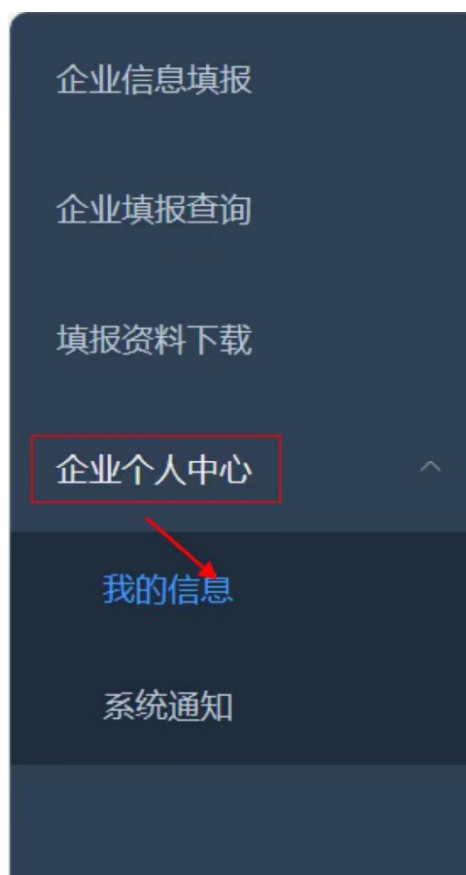 企业信息填报
企业填报查询
填报资料下载
企业个人中心
我的信息
系统通知